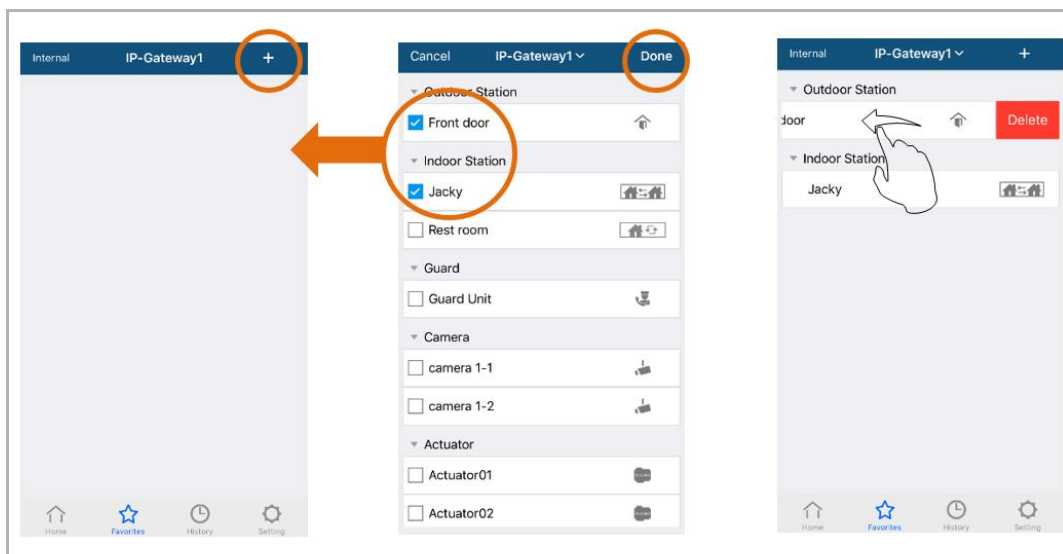 Internal IP-Gateway1 +
Home Favorites History Setting
Cancel IP-Gateway1 Done
Outdoor Station
Front door
Indoor Station
Jacky
Rest room
Guard
Guard Unit
Camera
camera 1-1
camera 1-2
Actuator
Actuator01
Actuator02
Internal IP-Gateway1 +
Outdoor Station
door Delete
Indoor Station
Jacky
Home Favorites History Setting